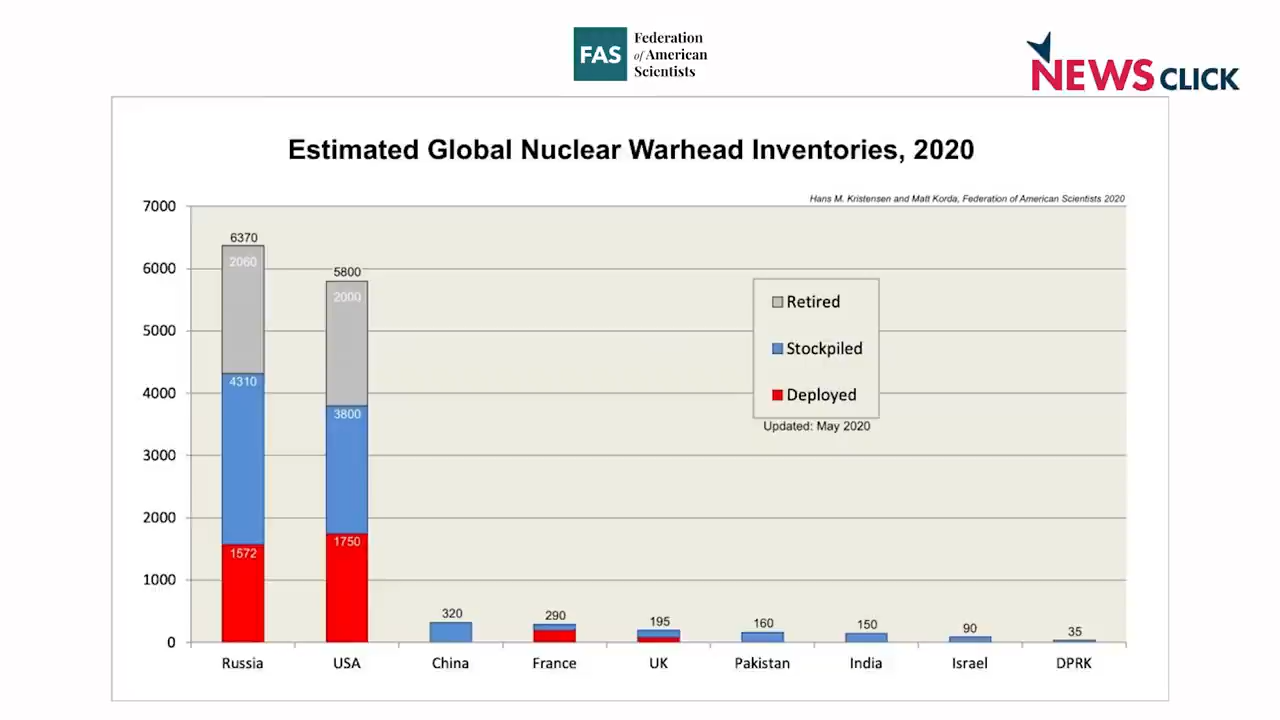 FAS
Federation
of American
Scientists
NEWSCLICK
Estimated Global Nuclear Warhead Inventories, 2020
Hans M. Kristensen and Matt Korda, Federation of American Scientists 2020
7000
6000
5000
4000
3000
2000
1000
0
6370
2060
4310
1572
5800
2000
3800
1750
320
290
195
160
150
90
35
Retired
Stockpiled
Deployed
Updated: May 2020
Russia
USA
China
France
UK
Pakistan
India
Israel
DPRK